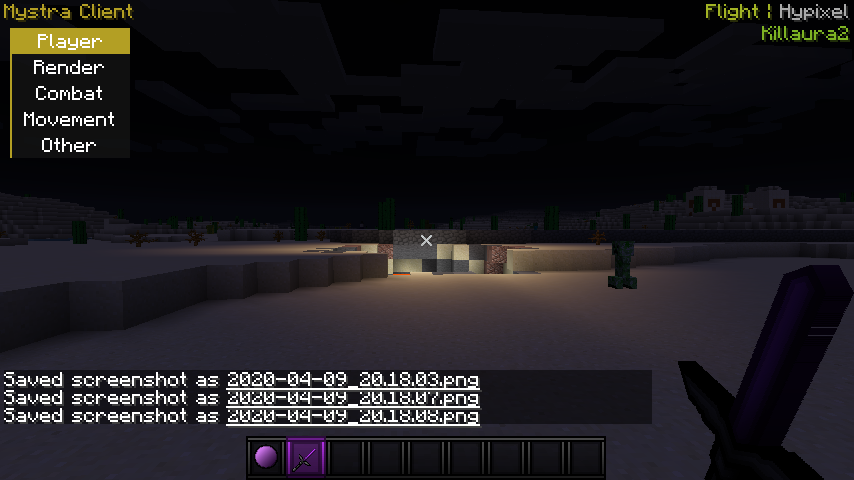 Mystra Client
Flight ¦ Hypixel
Killaura2
Player
Render
Combat
Movement
Other
Saved screenshot as 2020-04-09_20.18.03.png
Saved screenshot as 2020-04-09_20.18.07.png
Saved screenshot as 2020-04-09_20.18.08.png